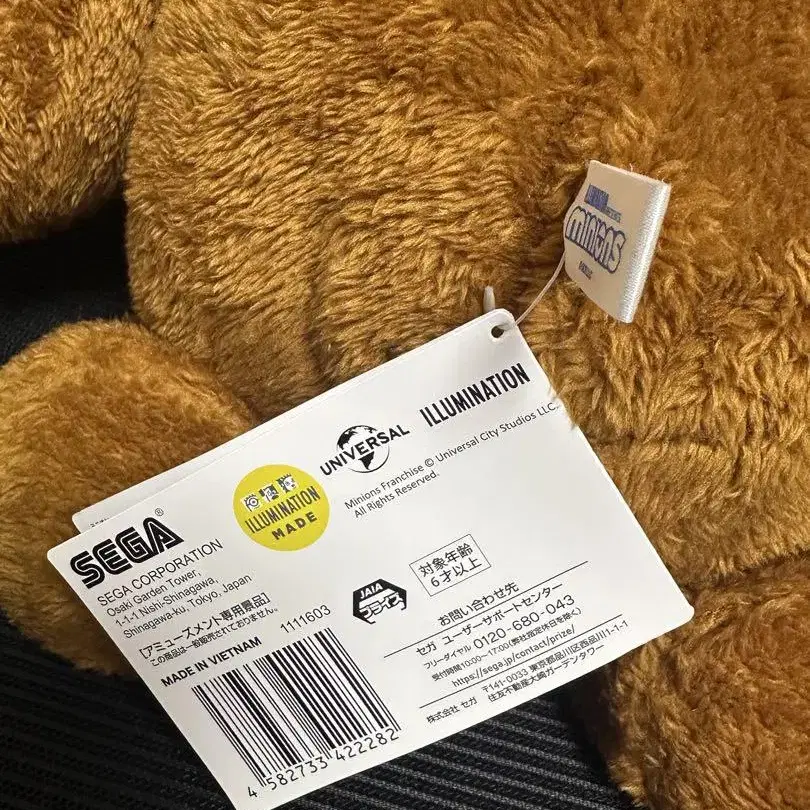 minions
UNIVERSAL
ILLUMINATION
Minions Franchise © Universal City Studios LLC.
All Rights Reserved.
ILLUMINATION
MADE
SEGA®
SEGA CORPORATION
Osaki Garden Tower,
1-1-1 Nishi-Shinagawa,
Shinagawa-ku, Tokyo, Japan
[アミューズメント専用景品]
この商品は一般販売されておりません。
MADE IN VIETNAM
1111603
4 582733 422282
JAIA
プライズ
対象年齢
6才以上
お問い合わせ先
セガ ユーザーサポートセンター
フリーダイヤル 0120-680-043
受付時間10:00~17:00(弊社指定休日を除く)
https://sega.jp/contact/prize/
株式会社 セガ 〒141-0033 東京都品川区西品川1-1-1
住友不動産大崎ガーデンタワー